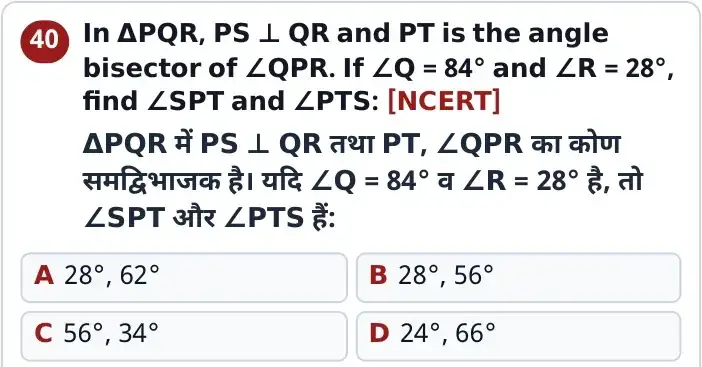 40 In ΔPQR, PS ⊥ QR and PT is the angle
bisector of ∠QPR. If ∠Q = 84° and ∠R = 28°,
find ∠SPT and ∠PTS: [NCERT]
ΔPQR में PS ⊥ QR तथा PT, ∠QPR का कोण
समद्विभाजक है। यदि ∠Q = 84° व ∠R = 28° है, तो
∠SPT और ∠PTS हैं:
A 28°, 62° B 28°, 56°
C 56°, 34° D 24°, 66°